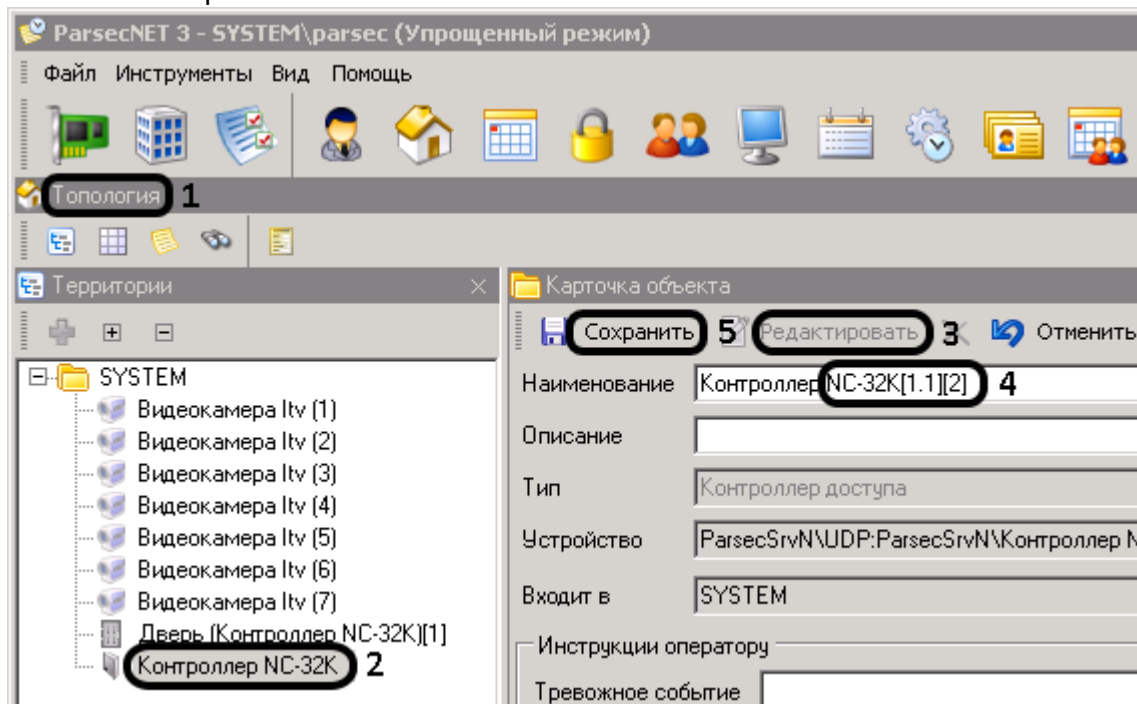 ParsecNET 3 - SYSTEM\parsec (Упрощенный режим)
Файл Инструменты Вид Помощь
Топология 1
Территории
Карточка объекта
Сохранить 5 Редактировать 3 Отменить
SYSTEM
Видеокамера Itv (1)
Видеокамера Itv (2)
Видеокамера Itv (3)
Видеокамера Itv (4)
Видеокамера Itv (5)
Видеокамера Itv (6)
Видеокамера Itv (7)
Дверь (Контроллер NC-32K)[1]
Контроллер NC-32K 2
Наименование Контроллер NC-32K[1.1][2] 4
Описание
Тип Контроллер доступа
Устройство ParsecSrvN\UDP:ParsecSrvN\Контроллер N
Входит в SYSTEM
Инструкции оператору
Тревожное событие